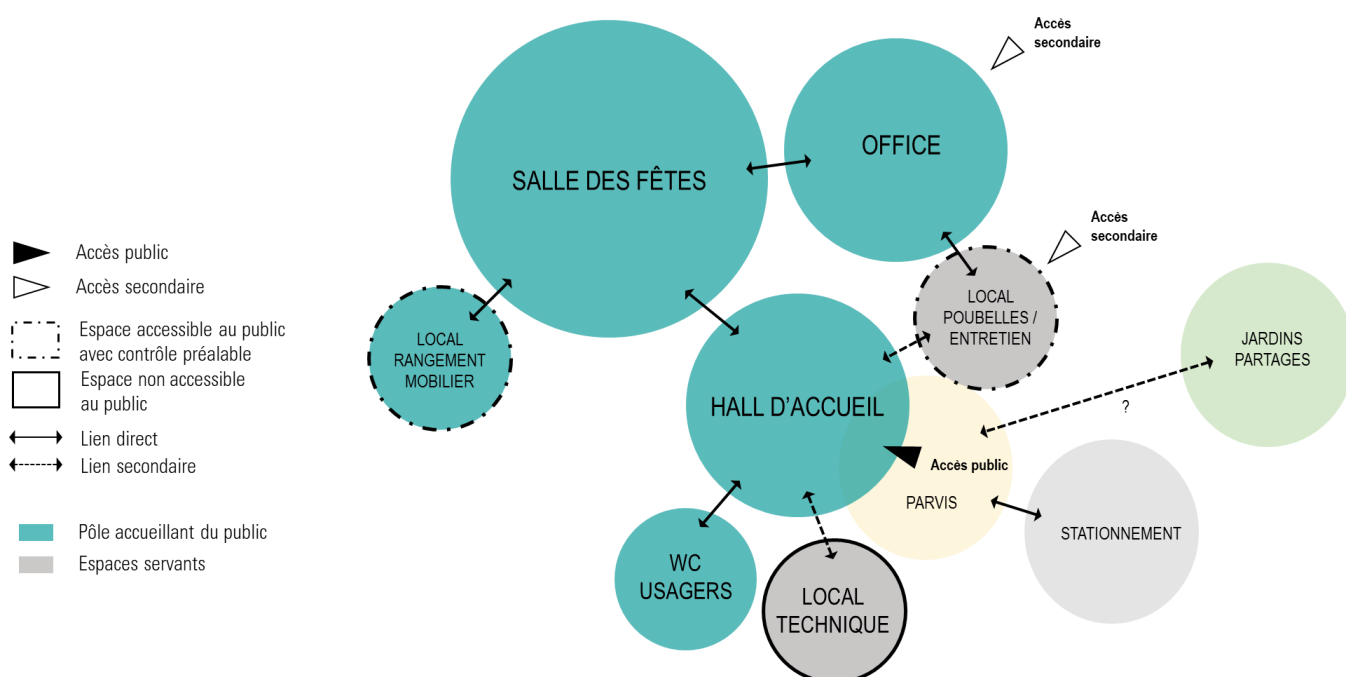 Accès public
Accès secondaire
Espace accessible au public
avec contrôle préalable
Espace non accessible
au public
Lien direct
Lien secondaire
Pôle accueillant du public
Espaces servants
Accès
secondaire
OFFICE
SALLE DES FÊTES
Accès
secondaire
LOCAL
POUBELLES /
ENTRETIEN
LOCAL
RANGEMENT
MOBILIER
JARDINS
PARTAGES
?
HALL D'ACCUEIL
Accès public
PARVIS
STATIONNEMENT
WC
USAGERS
LOCAL
TECHNIQUE